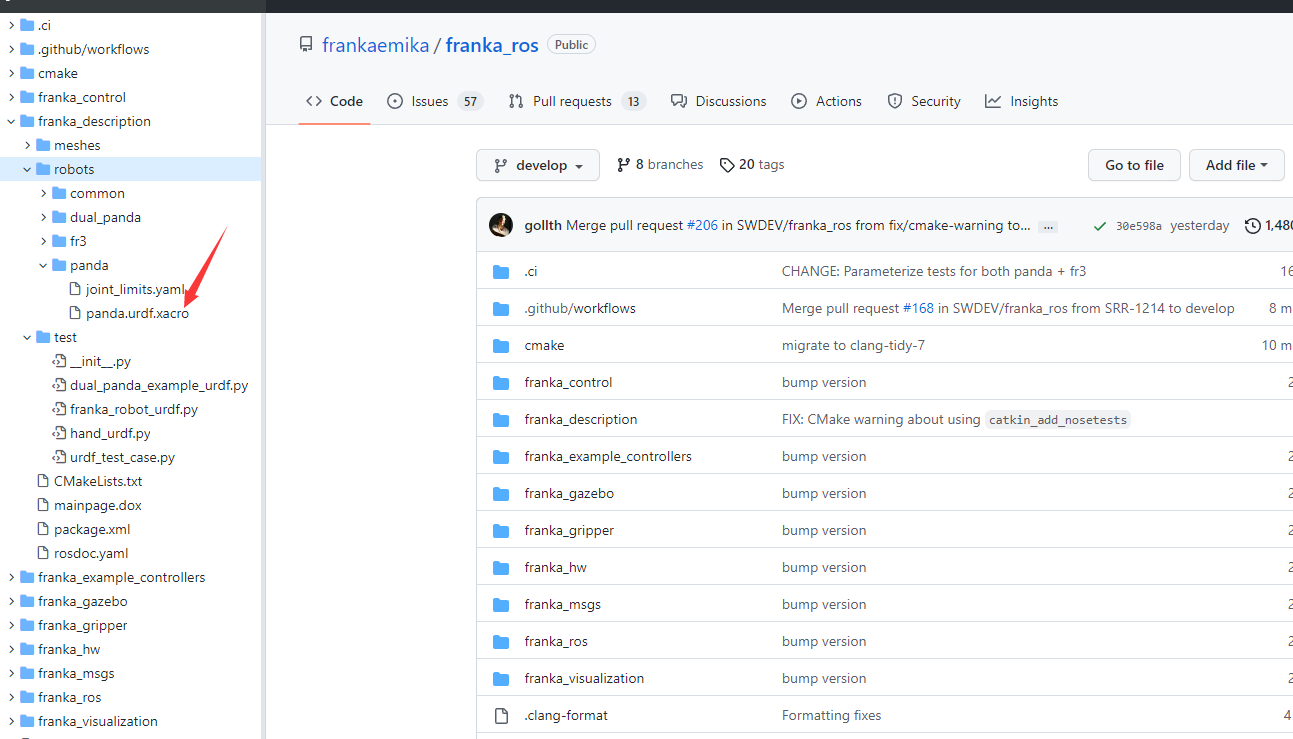 .ci
.github/workflows
cmake
franka_control
franka_description
meshes
robots
common
dual_panda
fr3
panda
joint_limits.yaml
panda.urdf.xacro
test
__init__.py
dual_panda_example_urdf.py
franka_robot_urdf.py
hand_urdf.py
urdf_test_case.py
CMakeLists.txt
mainpage.dox
package.xml
rosdoc.yaml
franka_example_controllers
franka_gazebo
franka_gripper
franka_hw
franka_msgs
franka_ros
franka_visualization
frankaemika / franka_ros Public
Code Issues 57 Pull requests 13 Discussions Actions Security Insights
develop 8 branches 20 tags Go to file Add file
gollth Merge pull request #206 in SWDEV/franka_ros from fix/cmake-warning to... ... 30e598a yesterday 1,480
.ci CHANGE: Parameterize tests for both panda + fr3 16
.github/workflows Merge pull request #168 in SWDEV/franka_ros from SRR-1214 to develop 8 m
cmake migrate to clang-tidy-7 10 m
franka_control bump version 2
franka_description FIX: CMake warning about using catkin_add_nosetests
franka_example_controllers bump version 2
franka_gazebo bump version 2
franka_gripper bump version 2
franka_hw bump version 2
franka_msgs bump version 2
franka_ros bump version 2
franka_visualization bump version 2
.clang-format Formatting fixes 4